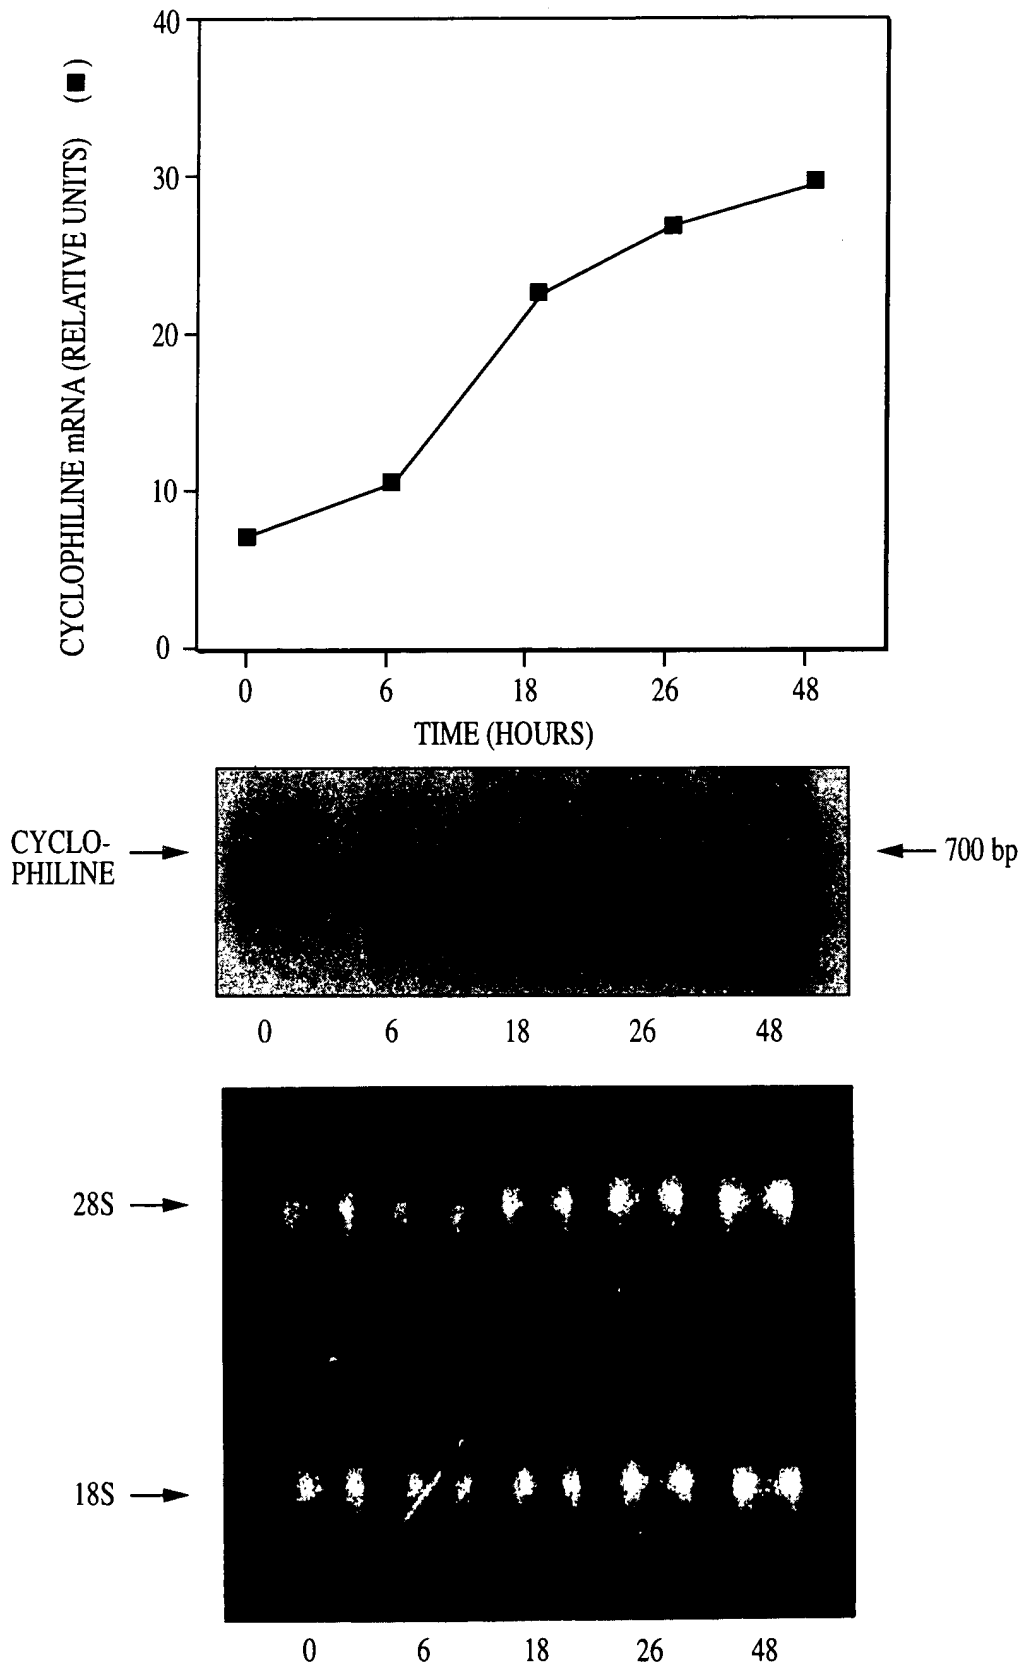 40
30
20
10
0
CYCLOPHILINE mRNA (RELATIVE UNITS) (■)
0 6 18 26 48
TIME (HOURS)
CYCLO-
PHILINE
700 bp
0 6 18 26 48
28S
18S
0 6 18 26 48